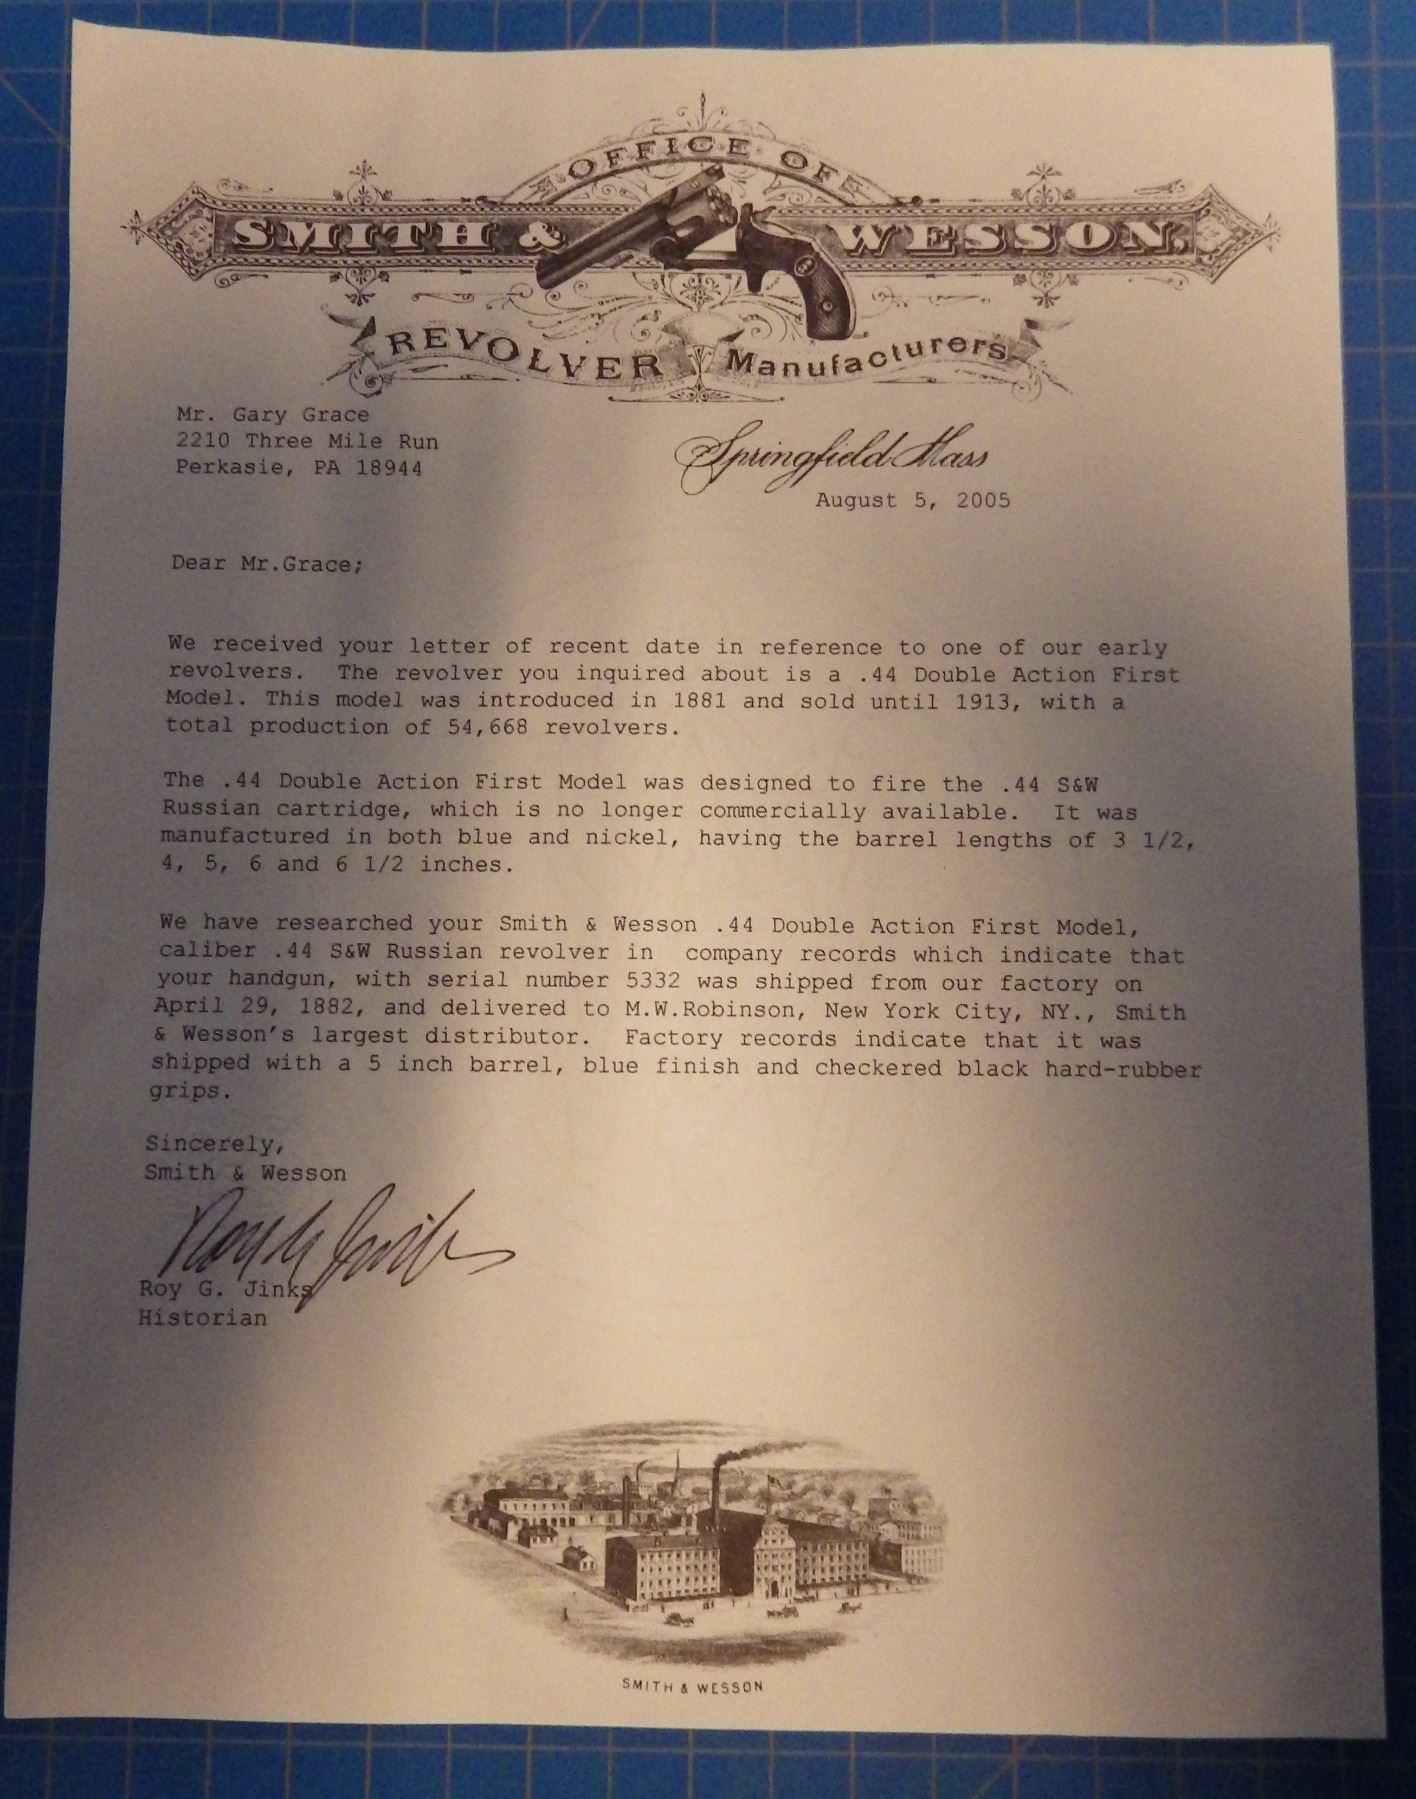 OFFICE OF
SMITH & WESSON.
REVOLVER Manufacturers
Mr. Gary Grace
2210 Three Mile Run
Perkasie, PA 18944
Springfield Mass
August 5, 2005
Dear Mr.Grace;
We received your letter of recent date in reference to one of our early
revolvers.  The revolver you inquired about is a .44 Double Action First
Model. This model was introduced in 1881 and sold until 1913, with a
total production of 54,668 revolvers.
The .44 Double Action First Model was designed to fire the .44 S&W
Russian cartridge, which is no longer commercially available.  It was
manufactured in both blue and nickel, having the barrel lengths of 3 1/2,
4, 5, 6 and 6 1/2 inches.
We have researched your Smith & Wesson .44 Double Action First Model,
caliber .44 S&W Russian revolver in  company records which indicate that
your handgun, with serial number 5332 was shipped from our factory on
April 29, 1882, and delivered to M.W.Robinson, New York City, NY., Smith
& Wesson's largest distributor.  Factory records indicate that it was
shipped with a 5 inch barrel, blue finish and checkered black hard-rubber
grips.
Sincerely,
Smith & Wesson
Roy G. Jinks
Roy G. Jinks
Historian
SMITH & WESSON